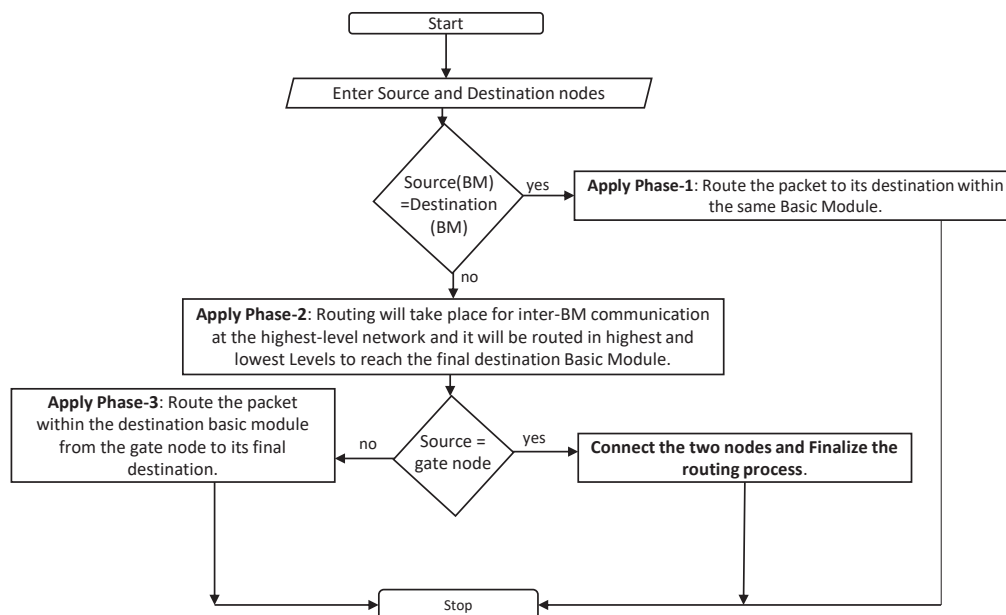 Start
Enter Source and Destination nodes
Source(BM)
=Destination
(BM)
yes
Apply Phase-1: Route the packet to its destination within
the same Basic Module.
no
Apply Phase-2: Routing will take place for inter-BM communication
at the highest-level network and it will be routed in highest and
lowest Levels to reach the final destination Basic Module.
Apply Phase-3: Route the packet
within the destination basic module
from the gate node to its final
destination.
no
Source =
gate node
yes
Connect the two nodes and Finalize the
routing process.
Stop